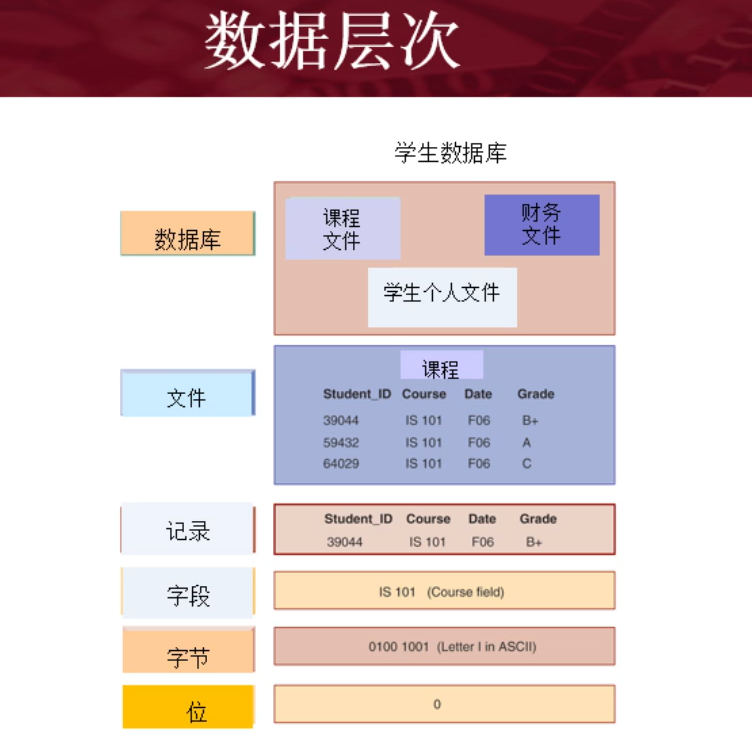 数据层次
学生数据库
数据库
课程
文件
财务
文件
学生个人文件
文件
课程
Student_ID Course Date Grade
39044 IS 101 F06 B+
59432 IS 101 F06 A
64029 IS 101 F06 C
记录
Student_ID Course Date Grade
39044 IS 101 F06 B+
字段
IS 101 (Course field)
字节
0100 1001 (Letter I in ASCII)
位
0